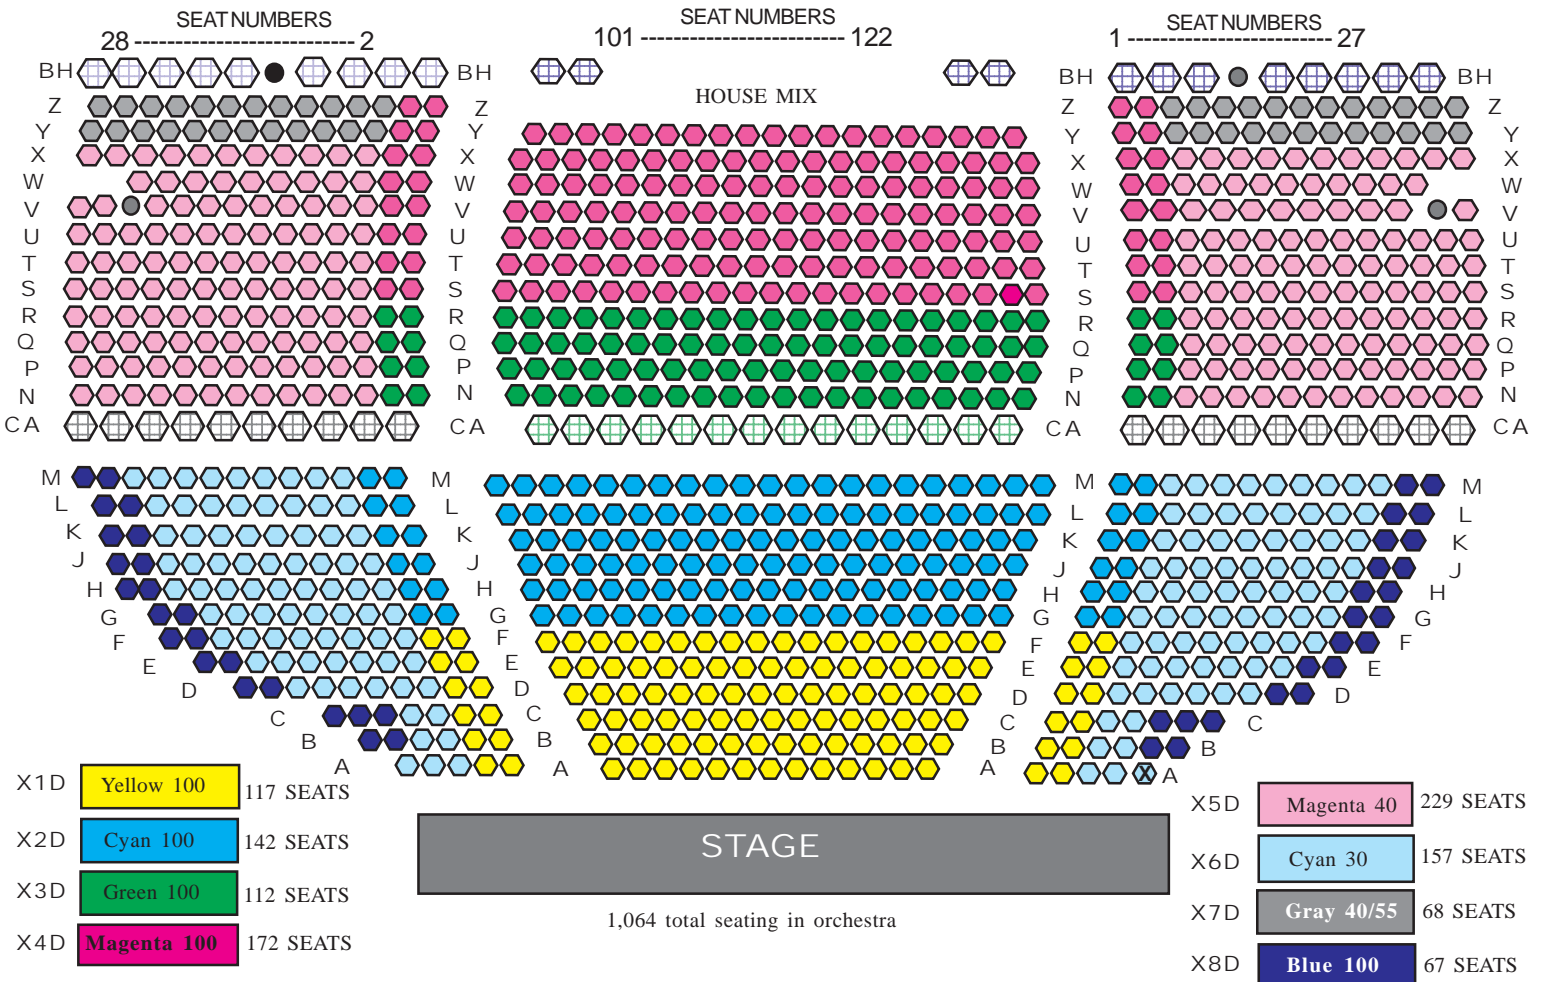 SEAT NUMBERS
28 ---------------------------- 2
SEAT NUMBERS
101 -------------------------- 122
SEAT NUMBERS
1 -------------------------- 27
BH BH BH BH
HOUSE MIX
Z Z Z Z
Y Y Y Y
X X X X
W W W W
V V V V
U U U U
T T T T
S S S S
R R R R
Q Q Q Q
P P P P
N N N N
CA CA CA CA
M M M M
L L L L
K K K K
J J J J
H H H H
G G G G
F F F F
E E E E
D D D D
C C C C
B B B B
A A A X A
X1D Yellow 100 117 SEATS
X2D Cyan 100 142 SEATS
X3D Green 100 112 SEATS
X4D Magenta 100 172 SEATS
STAGE
1,064 total seating in orchestra
X5D Magenta 40 229 SEATS
X6D Cyan 30 157 SEATS
X7D Gray 40/55 68 SEATS
X8D Blue 100 67 SEATS